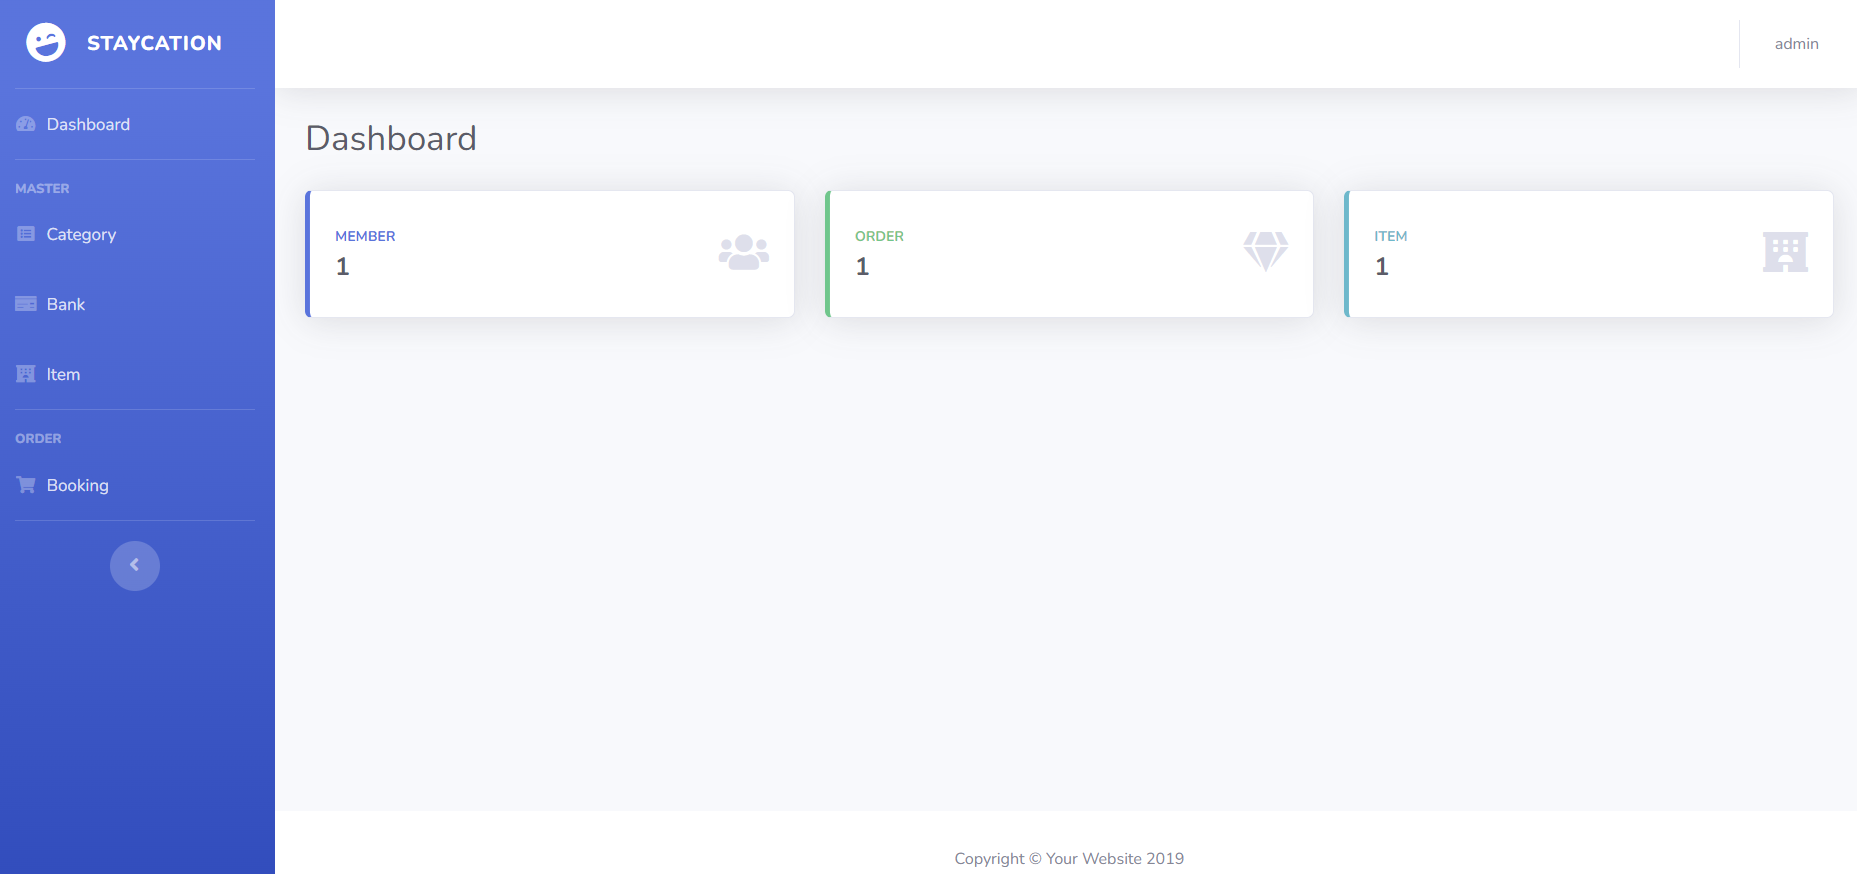 STAYCATION
Dashboard
MASTER
Category
Bank
Item
ORDER
Booking
admin
Dashboard
MEMBER
1
ORDER
1
ITEM
1
Copyright © Your Website 2019